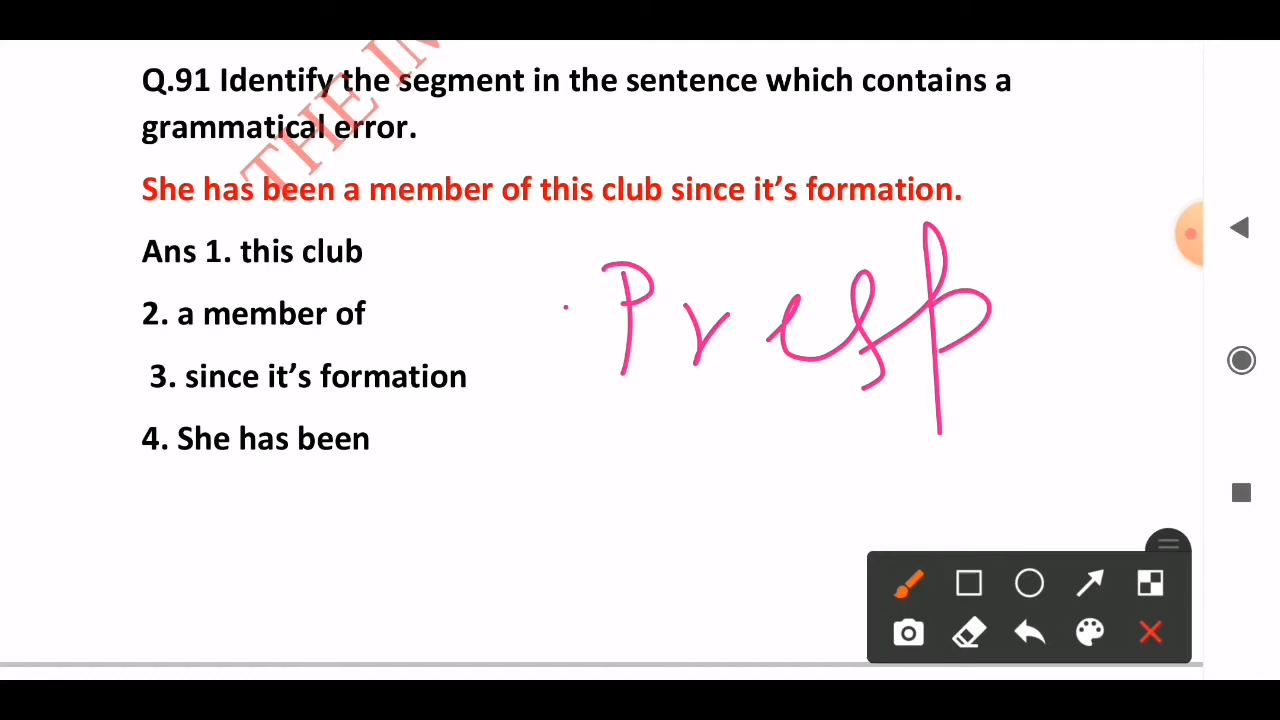 Q.91 Identify the segment in the sentence which contains a
grammatical error.
She has been a member of this club since it’s formation.
Ans 1. this club
2. a member of
3. since it’s formation
4. She has been
THE